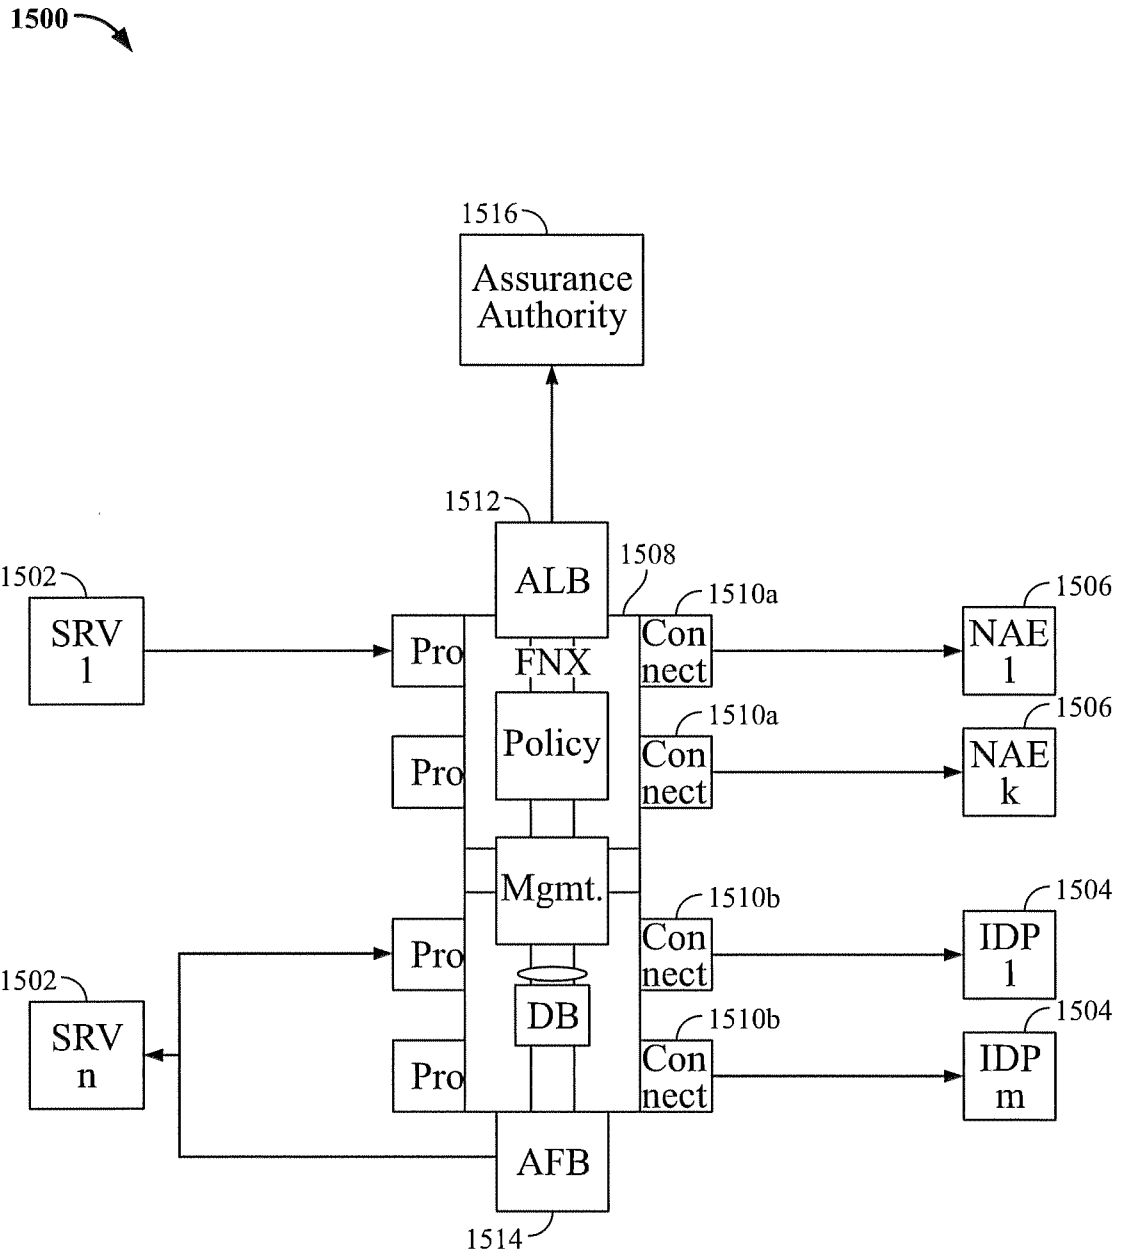 1500
1516
Assurance
Authority
1512
ALB
1508
1502
SRV
1
Pro
FNX
1510a
Con
nect
1506
NAE
1
Pro
Policy
1510a
Con
nect
1506
NAE
k
Mgmt.
Pro
1510b
Con
nect
1504
IDP
1
1502
SRV
n
DB
Pro
1510b
Con
nect
1504
IDP
m
AFB
1514